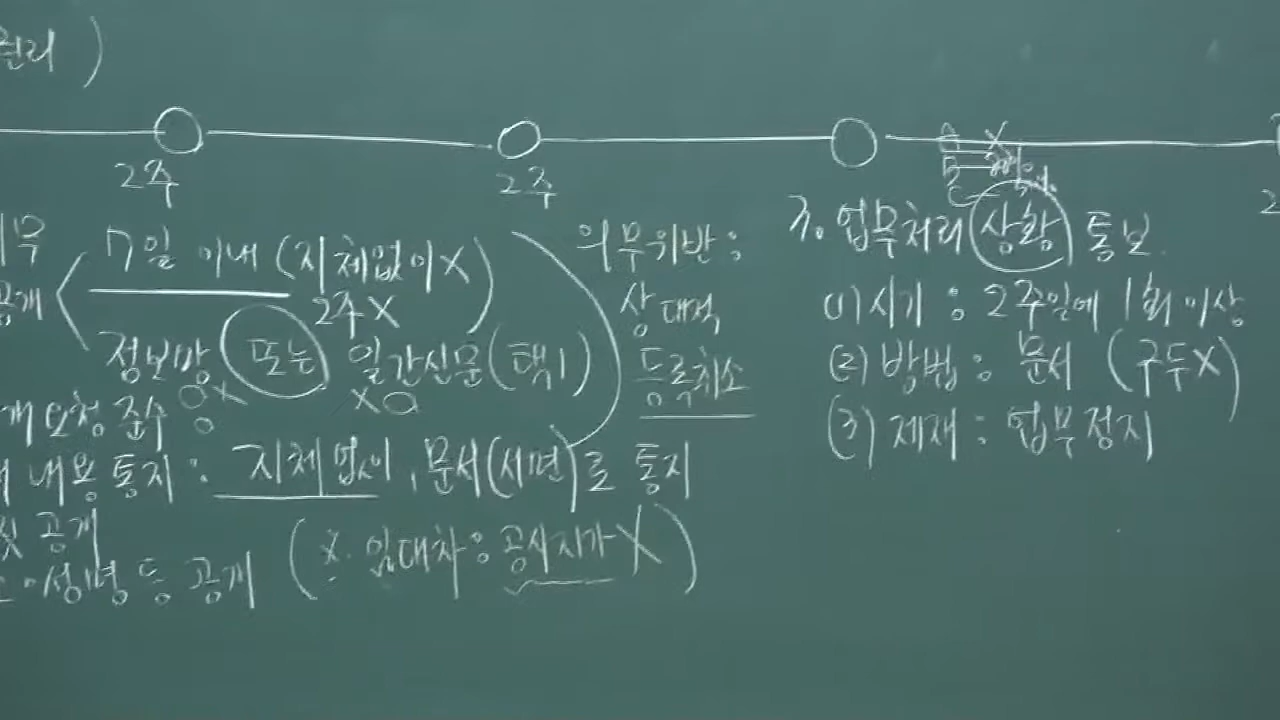 원리 )
2주
2주
7일 이내 (지체없이X)
2주X
공개
정보망 또는 일간신문(택1)
OX XO
요청 준수
내용 통지 : 지체없이, 문서(서면)로 통지
공개
성명 등 공개 (※ 임대차 : 공시지가 X)
의무위반 :
상대적
등록취소
A X
B
C
2
7. 업무처리 상황 통보.
(1) 시기 : 2주일에 1회 이상
(2) 방법 : 문서 (구두X)
(3) 제재 : 업무정지